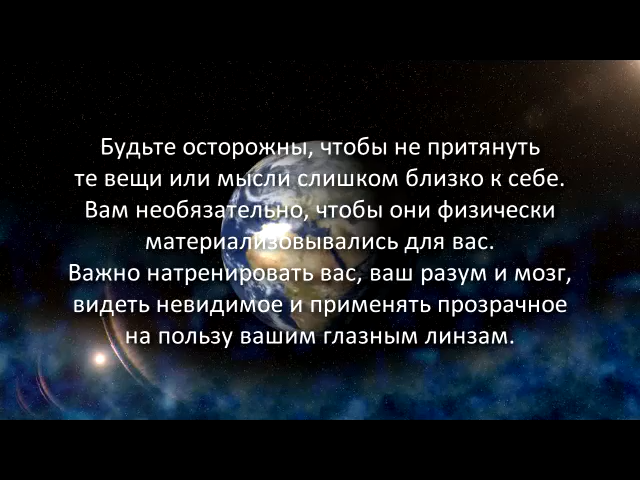 Будьте осторожны, чтобы не притянуть
те вещи или мысли слишком близко к себе.
Вам необязательно, чтобы они физически
материализовывались для вас.
Важно натренировать вас, ваш разум и мозг,
видеть невидимое и применять прозрачное
на пользу вашим глазным линзам.